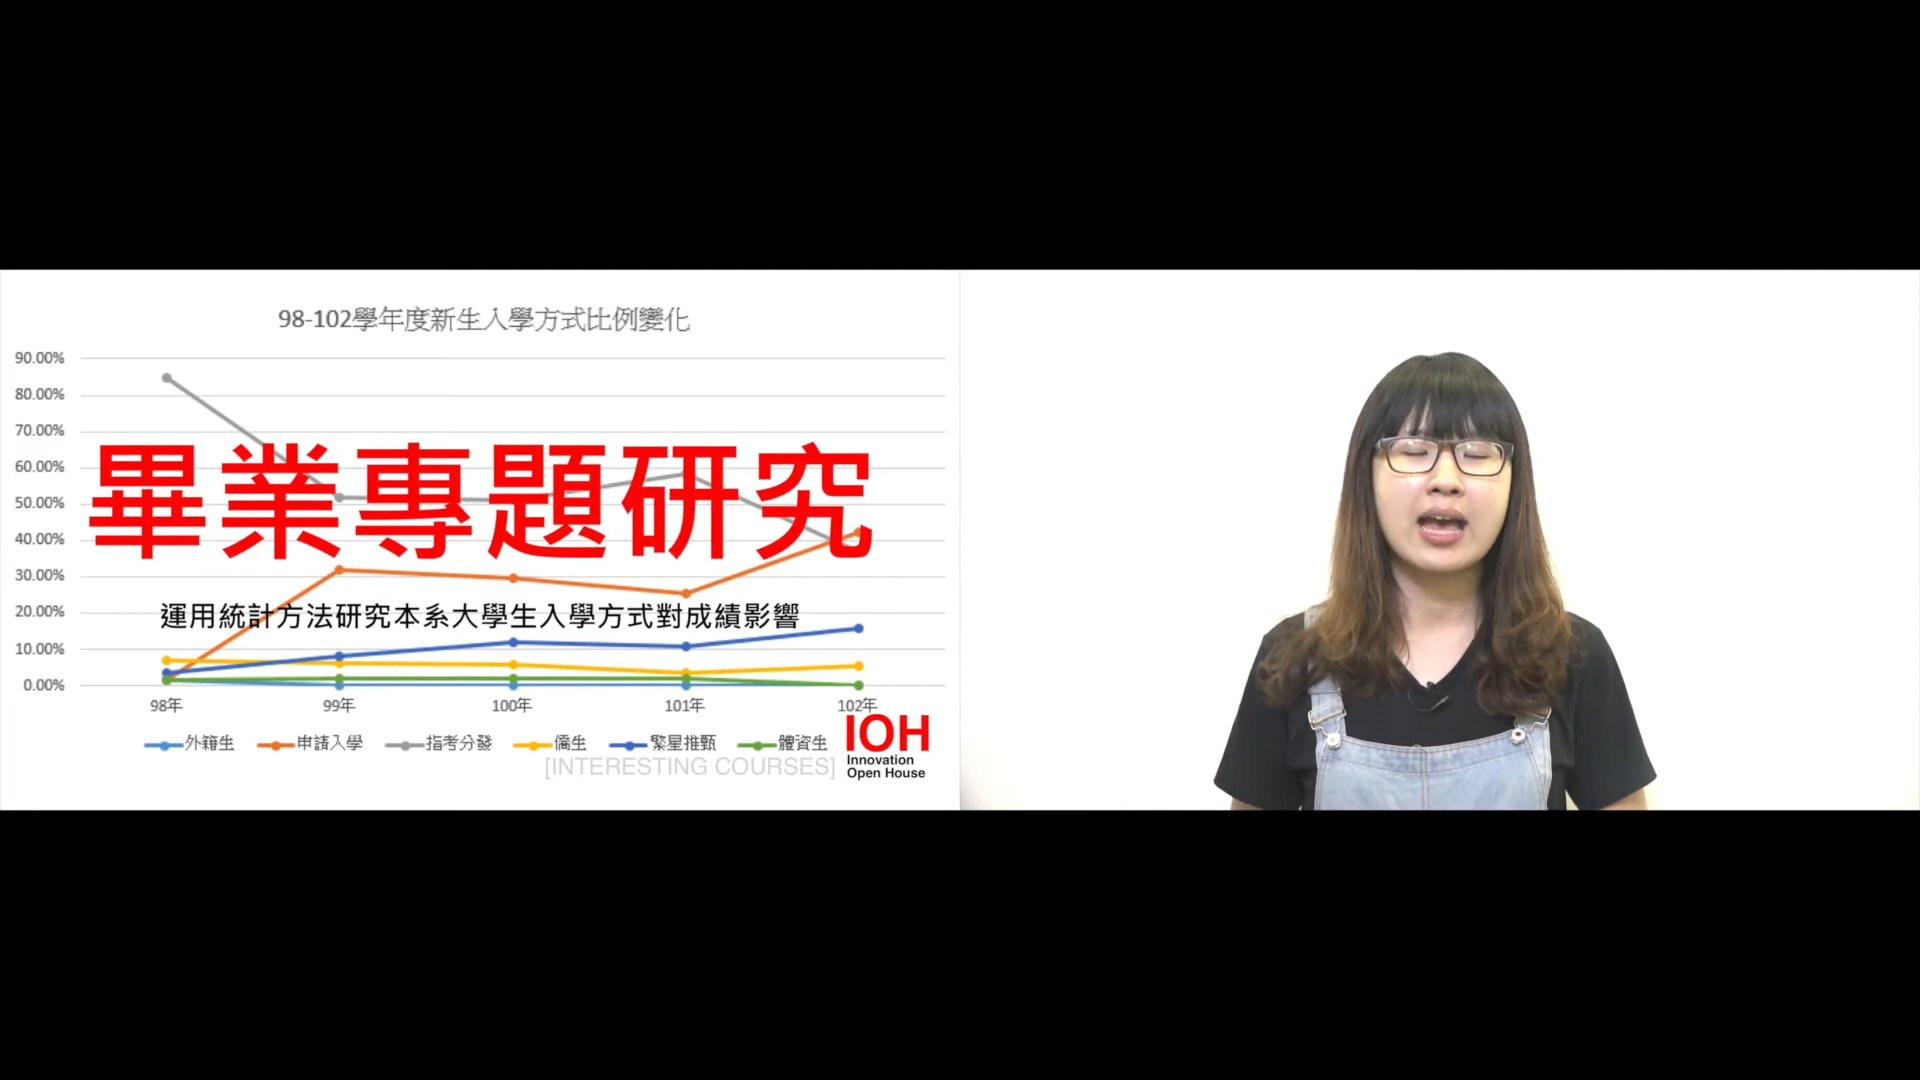 98-102學年度新生入學方式比例變化
90.00%
80.00%
70.00%
60.00%
50.00%
40.00%
30.00%
20.00%
10.00%
0.00%
畢業專題研究
運用統計方法研究本系大學生入學方式對成績影響
98年 99年 100年 101年 102年
外籍生 申請入學 指考分發 僑生 繁星推甄 體資生
[INTERESTING COURSES]
IOH
Innovation
Open House